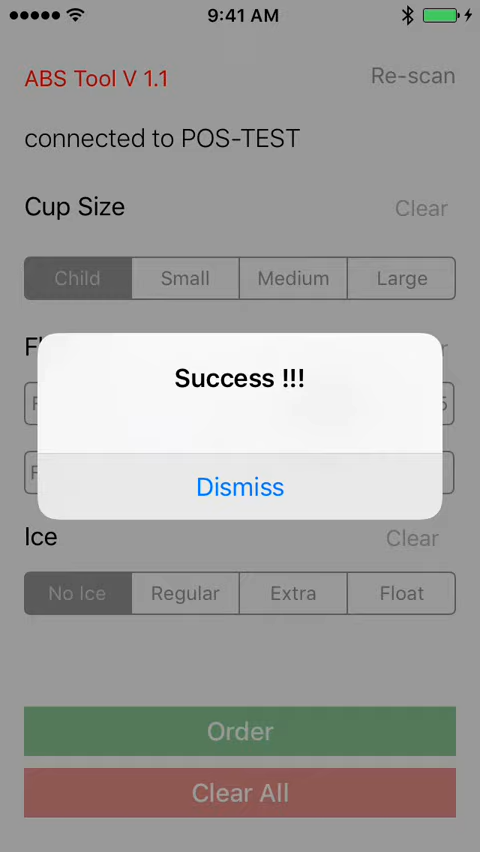 9:41 AM
ABS Tool V 1.1
Re-scan
connected to POS-TEST
Cup Size
Clear
Child
Small
Medium
Large
Success !!!
Dismiss
Ice
Clear
No Ice
Regular
Extra
Float
Order
Clear All